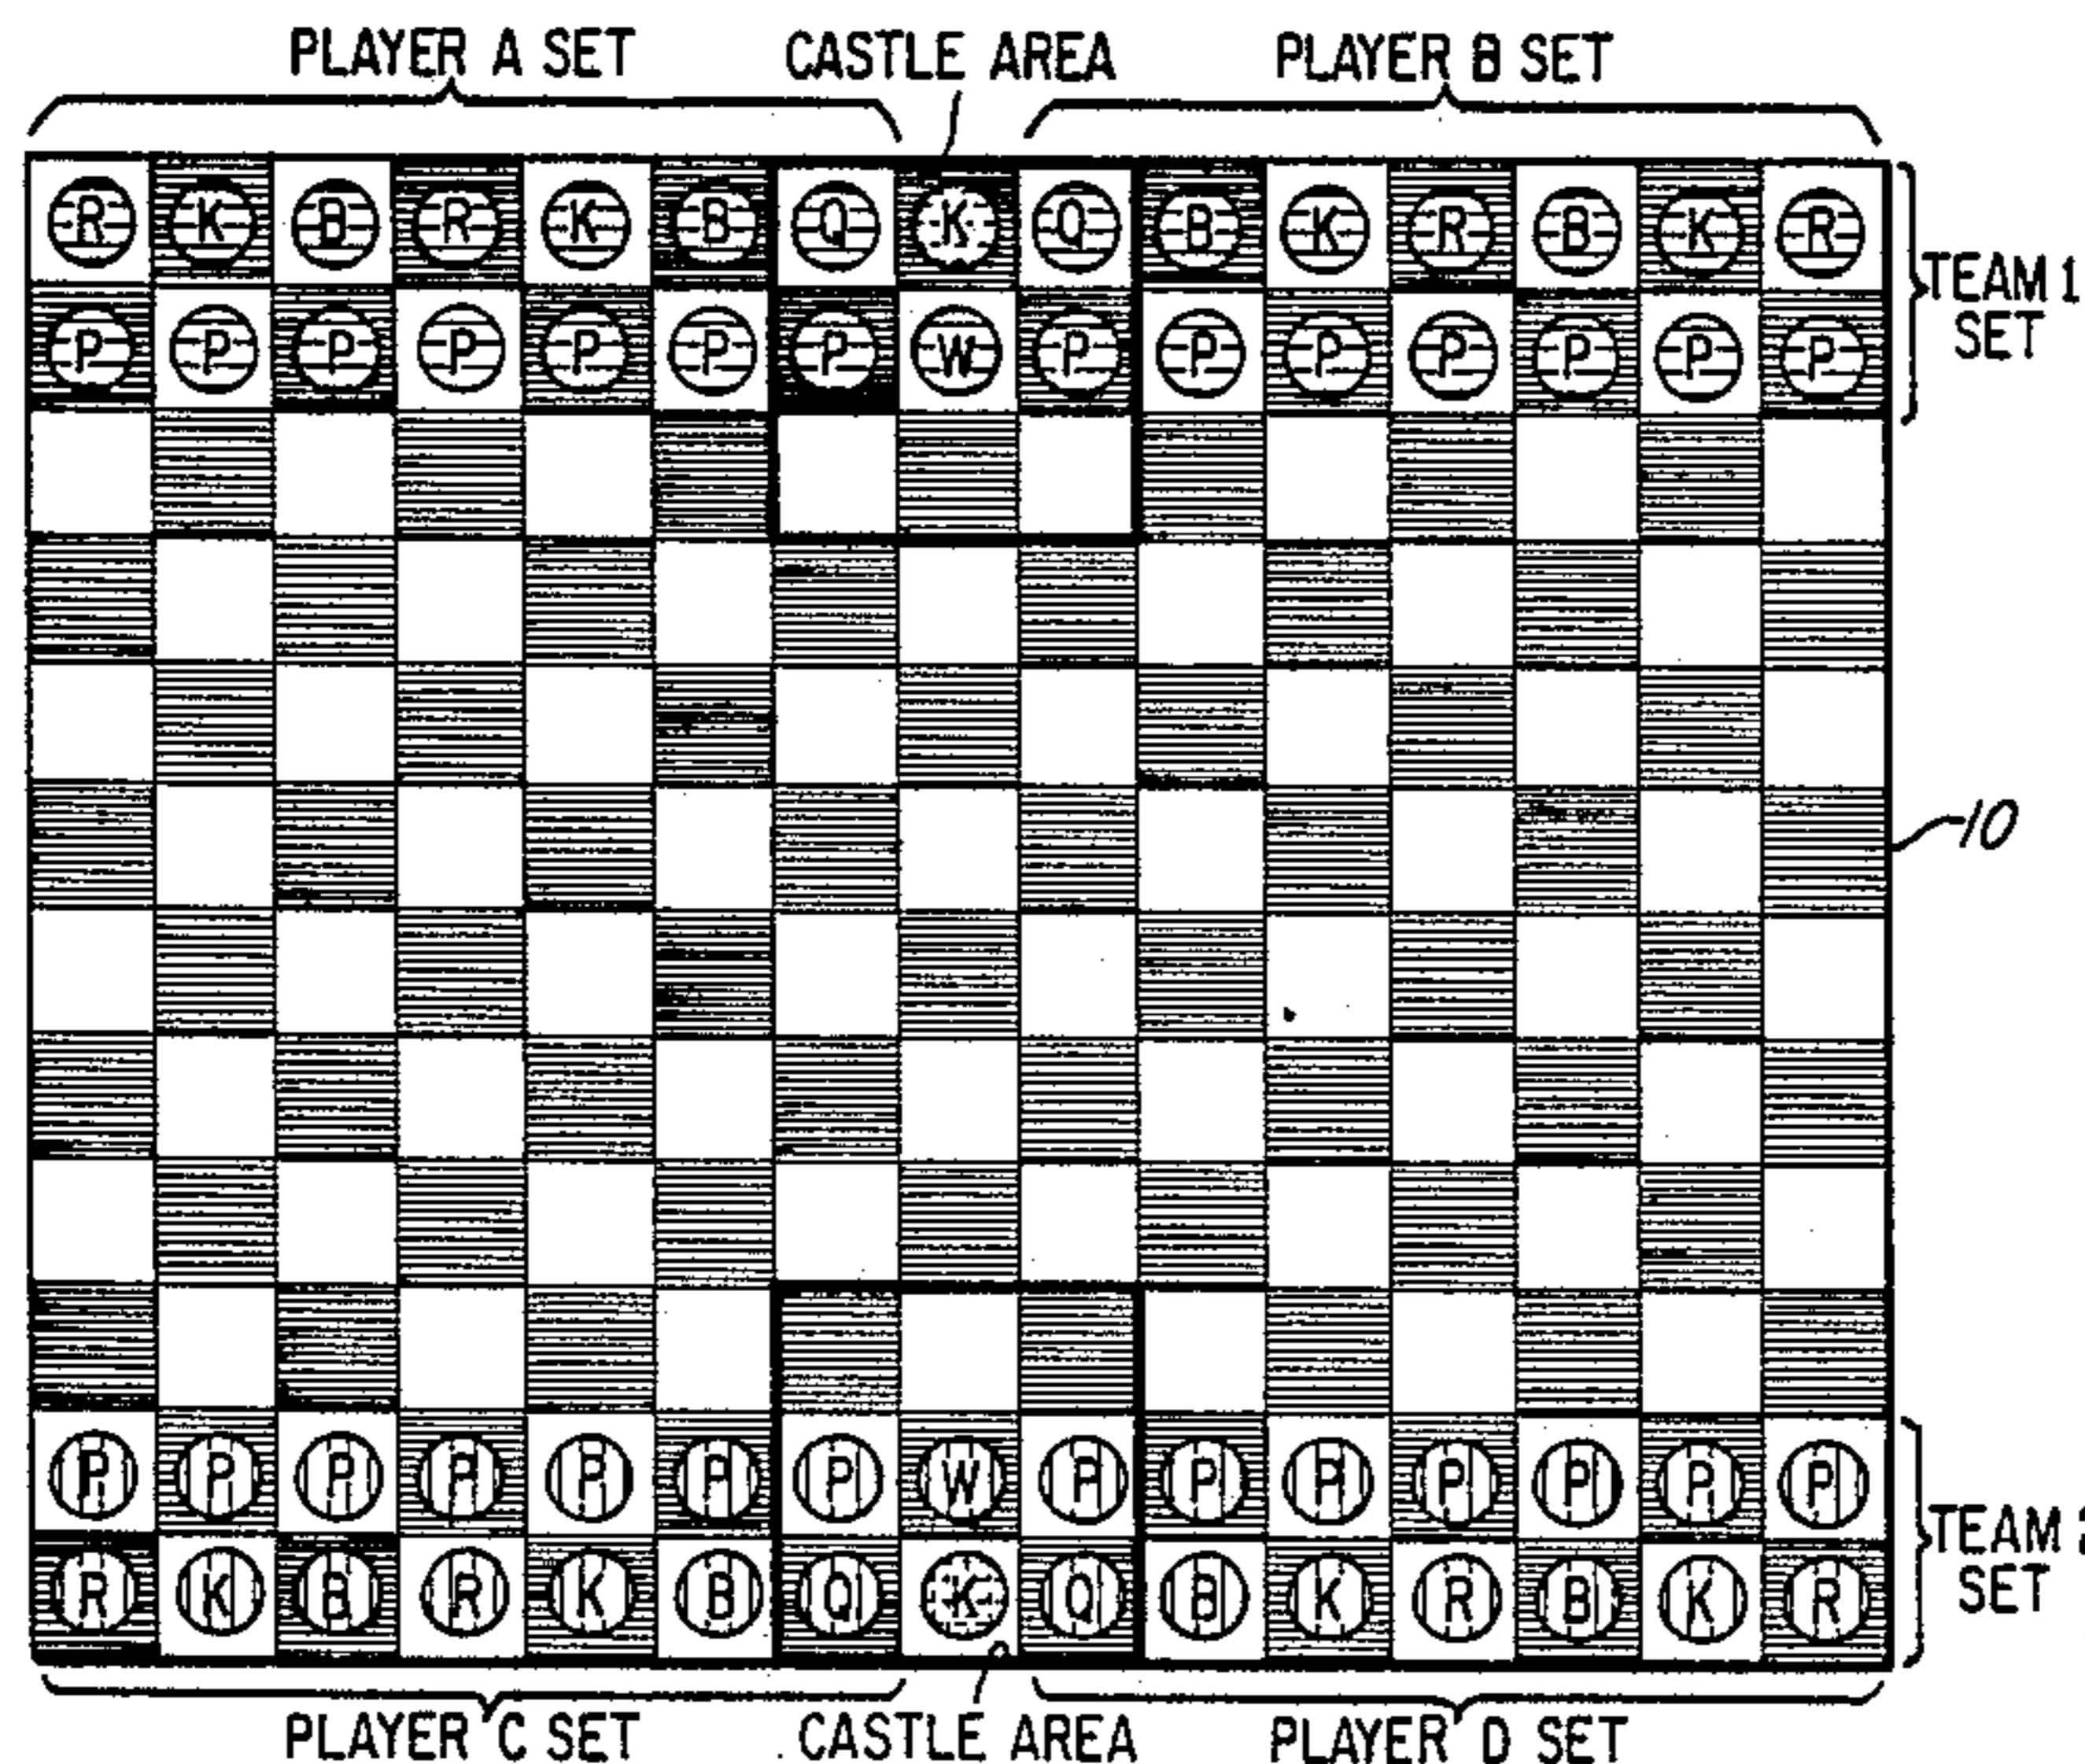 PLAYER A SET CASTLE AREA PLAYER B SET
R K B R K B Q K Q B K R B K R
P P P P P P P W P P P P P P P
TEAM 1
SET
10
P P P P P P P W P P P P P P P
R K B R K B Q K Q B K R B K R
TEAM 2
SET
PLAYER C SET CASTLE AREA PLAYER D SET